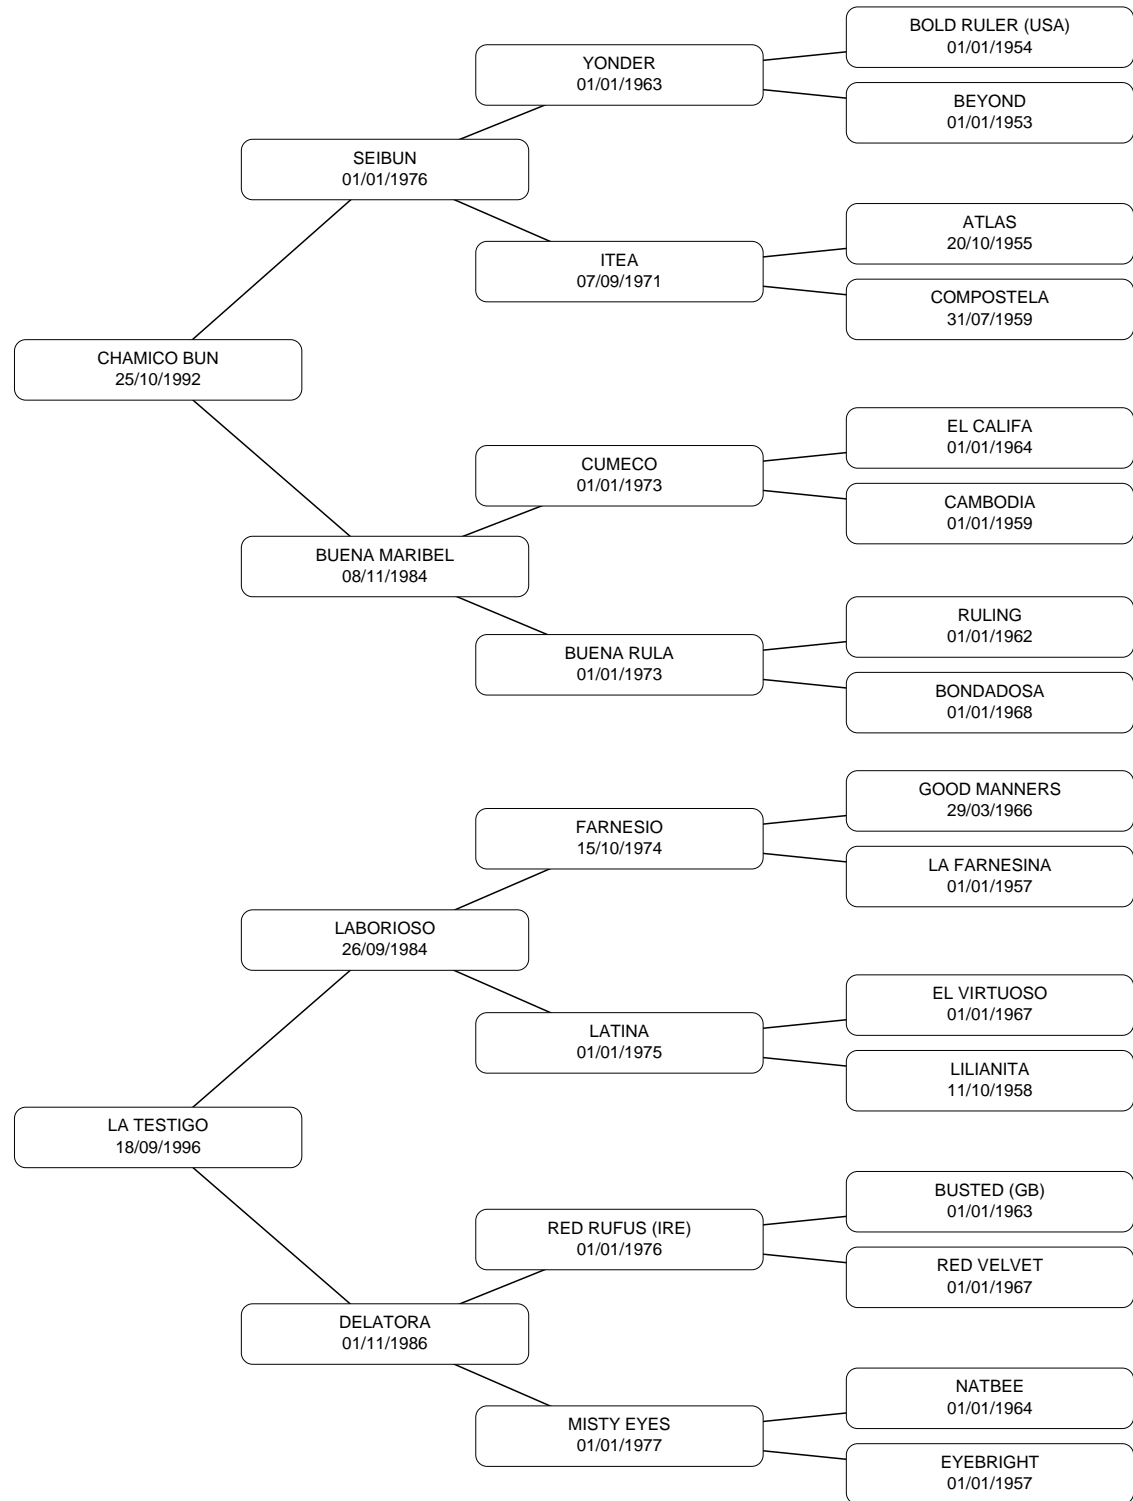 BOLD RULER (USA)
01/01/1954
YONDER
01/01/1963
BEYOND
01/01/1953
SEIBUN
01/01/1976
ATLAS
20/10/1955
ITEA
07/09/1971
COMPOSTELA
31/07/1959
CHAMICO BUN
25/10/1992
EL CALIFA
01/01/1964
CUMECO
01/01/1973
CAMBODIA
01/01/1959
BUENA MARIBEL
08/11/1984
RULING
01/01/1962
BUENA RULA
01/01/1973
BONDADOSA
01/01/1968
GOOD MANNERS
29/03/1966
FARNESIO
15/10/1974
LA FARNESINA
01/01/1957
LABORIOSO
26/09/1984
EL VIRTUOSO
01/01/1967
LATINA
01/01/1975
LILIANITA
11/10/1958
LA TESTIGO
18/09/1996
BUSTED (GB)
01/01/1963
RED RUFUS (IRE)
01/01/1976
RED VELVET
01/01/1967
DELATORA
01/11/1986
NATBEE
01/01/1964
MISTY EYES
01/01/1977
EYEBRIGHT
01/01/1957